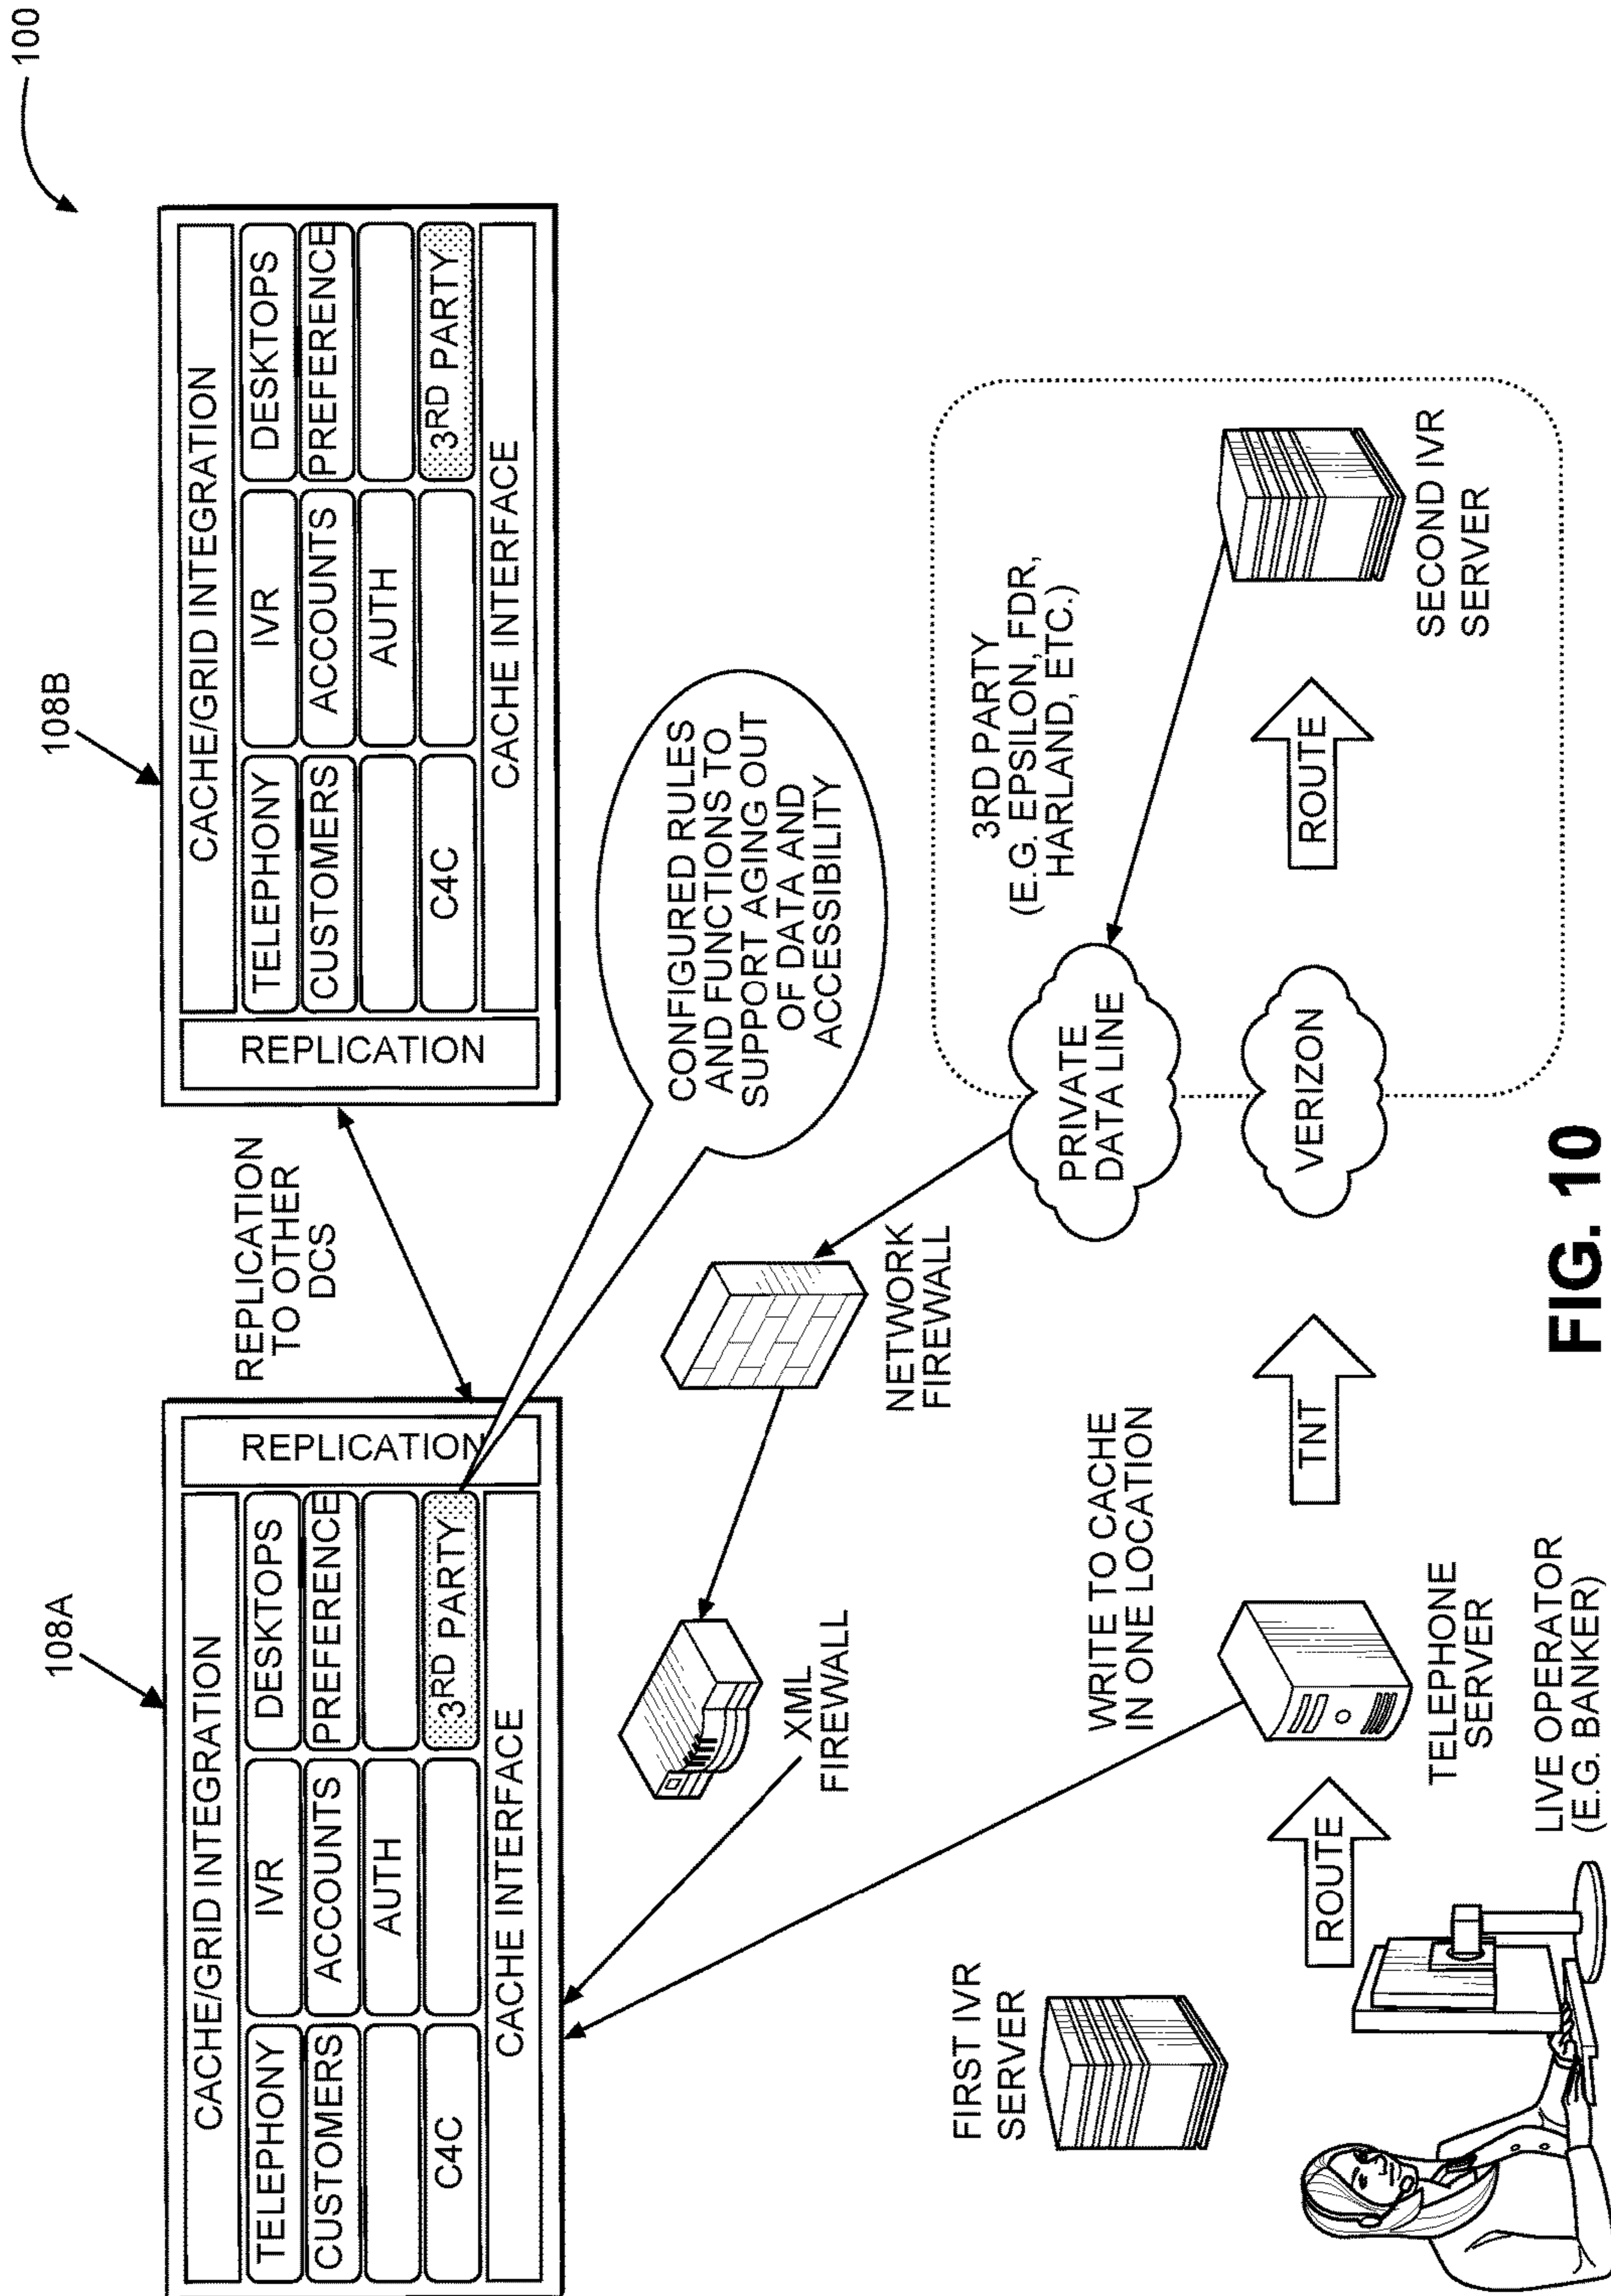 100
108A
CACHE/GRID INTEGRATION
TELEPHONY
IVR
DESKTOPS
CUSTOMERS
ACCOUNTS
PREFERENCE
AUTH
C4C
3RD PARTY
CACHE INTERFACE
REPLICATION
REPLICATION
TO OTHER
DCS
108B
REPLICATION
CACHE/GRID INTEGRATION
TELEPHONY
IVR
DESKTOPS
CUSTOMERS
ACCOUNTS
PREFERENCE
AUTH
C4C
3RD PARTY
CACHE INTERFACE
CONFIGURED RULES
AND FUNCTIONS TO
SUPPORT AGING OUT
OF DATA AND
ACCESSIBILITY
XML
FIREWALL
NETWORK
FIREWALL
PRIVATE
DATA LINE
3RD PARTY
(E.G. EPSILON, FDR,
HARLAND, ETC.)
FIRST IVR
SERVER
WRITE TO CACHE
IN ONE LOCATION
ROUTE
TELEPHONE
SERVER
TNT
VERIZON
ROUTE
SECOND IVR
SERVER
LIVE OPERATOR
(E.G. BANKER)
FIG. 10